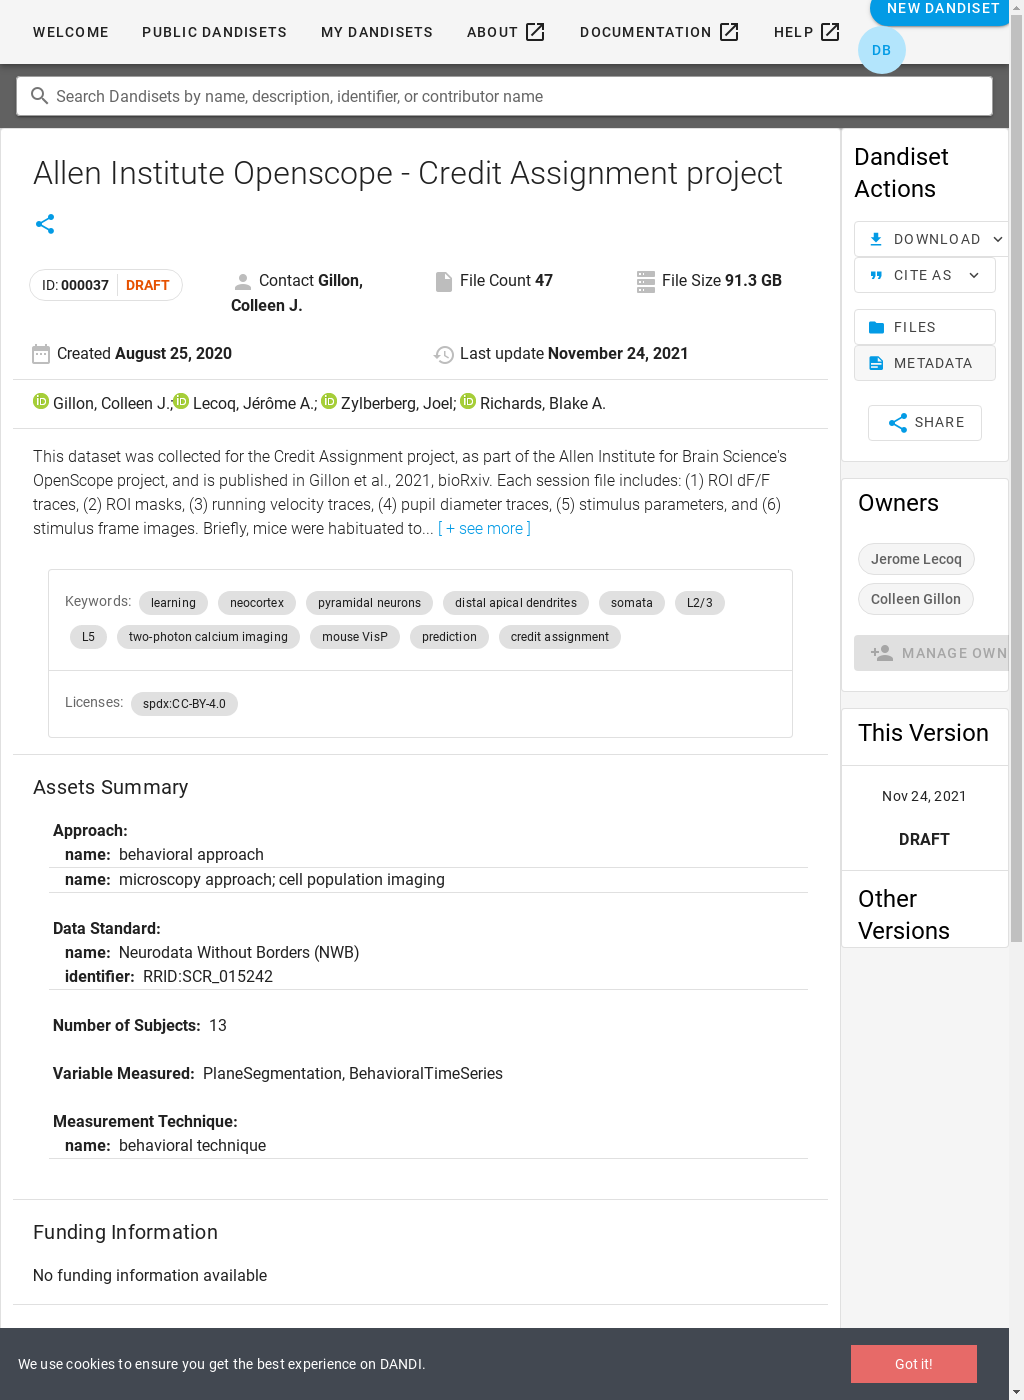 WELCOME PUBLIC DANDISETS MY DANDISETS ABOUT DOCUMENTATION HELP
NEW DANDISET
DB
Search Dandisets by name, description, identifier, or contributor name
Allen Institute Openscope - Credit Assignment project
ID: 000037 DRAFT
Contact Gillon,
Colleen J.
File Count 47
File Size 91.3 GB
Created August 25, 2020
Last update November 24, 2021
Gillon, Colleen J.; Lecoq, Jérôme A.; Zylberberg, Joel; Richards, Blake A.
This dataset was collected for the Credit Assignment project, as part of the Allen Institute for Brain Science's
OpenScope project, and is published in Gillon et al., 2021, bioRxiv. Each session file includes: (1) ROI dF/F
traces, (2) ROI masks, (3) running velocity traces, (4) pupil diameter traces, (5) stimulus parameters, and (6)
stimulus frame images. Briefly, mice were habituated to... [ + see more ]
Keywords: learning neocortex pyramidal neurons distal apical dendrites somata L2/3
L5 two-photon calcium imaging mouse VisP prediction credit assignment
Licenses: spdx:CC-BY-4.0
Assets Summary
Approach:
name: behavioral approach
name: microscopy approach; cell population imaging
Data Standard:
name: Neurodata Without Borders (NWB)
identifier: RRID:SCR_015242
Number of Subjects: 13
Variable Measured: PlaneSegmentation, BehavioralTimeSeries
Measurement Technique:
name: behavioral technique
Funding Information
No funding information available
Dandiset
Actions
DOWNLOAD
CITE AS
FILES
METADATA
SHARE
Owners
Jerome Lecoq
Colleen Gillon
MANAGE OWN
This Version
Nov 24, 2021
DRAFT
Other
Versions
We use cookies to ensure you get the best experience on DANDI.
Got it!